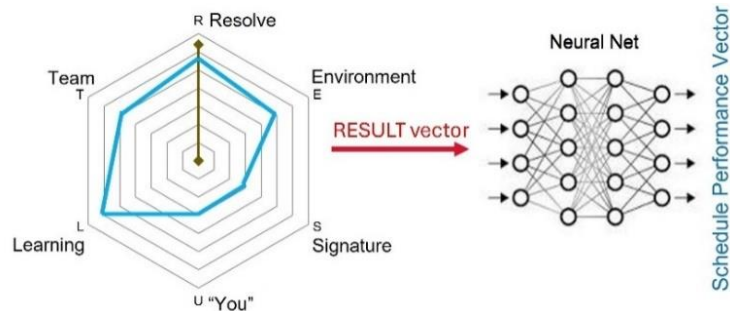 R Resolve
Team
T
Environment
E
Learning
L
Signature
S
U "You"
RESULT vector
Neural Net
Schedule Performance Vector